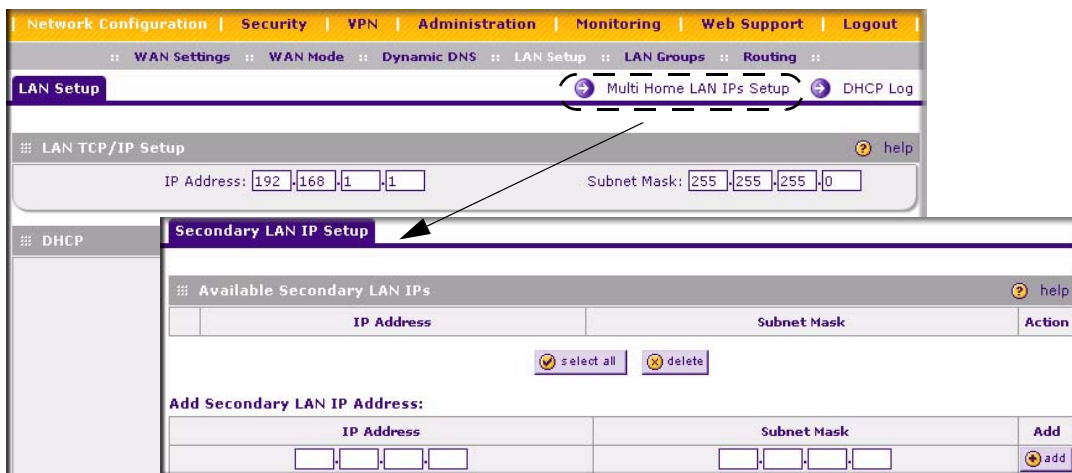 | Network Configuration | Security | VPN | Administration | Monitoring | Web Support | Logout |
:: WAN Settings :: WAN Mode :: Dynamic DNS :: LAN Setup :: LAN Groups :: Routing ::
LAN Setup
Multi Home LAN IPs Setup
DHCP Log
LAN TCP/IP Setup
? help
IP Address: 192 .168 .1 .1
Subnet Mask: 255 .255 .255 .0
DHCP
Secondary LAN IP Setup
Available Secondary LAN IPs
? help
IP Address Subnet Mask Action
select all delete
Add Secondary LAN IP Address:
IP Address Subnet Mask Add
. . . . . . add